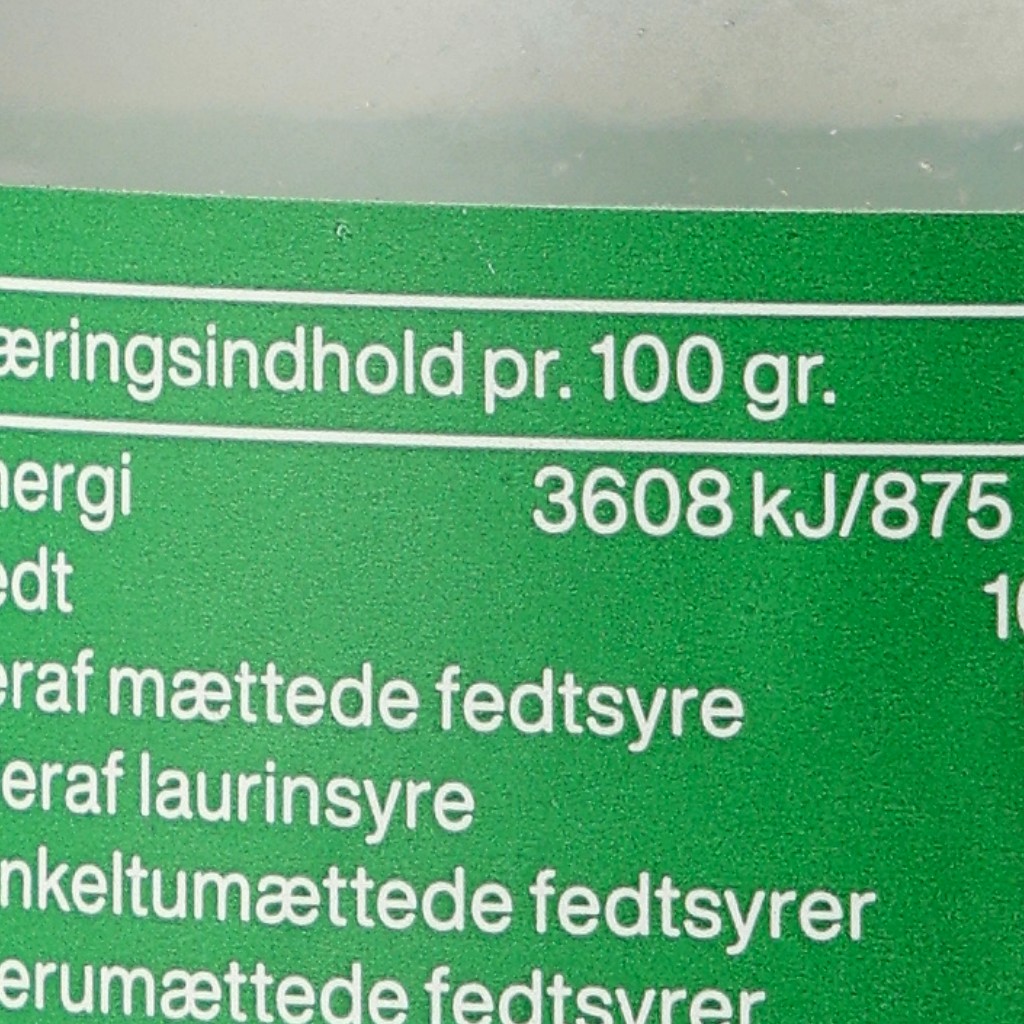 æringsindhold pr. 100 gr.
nergi 3608 kJ/875
edt
eraf mættede fedtsyre
eraf laurinsyre
nkeltumættede fedtsyrer
erumættede fedtsyrer